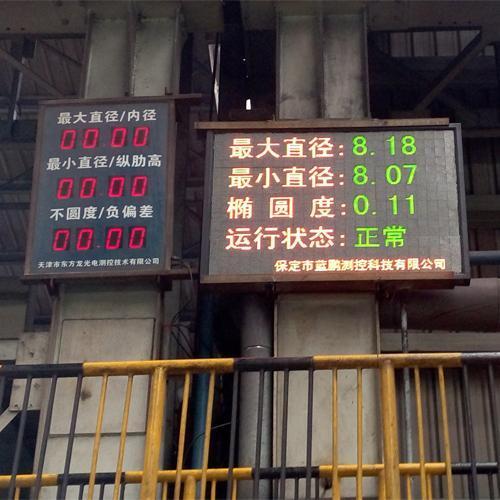 最大直径/内径
00.00
最小直径/纵肋高
00.00
不圆度/负偏差
00.00
天津市东方龙光电测控技术有限公司
最大直径:8.18
最小直径:8.07
椭圆度:0.11
运行状态:正常
保定市蓝鹏测控科技有限公司